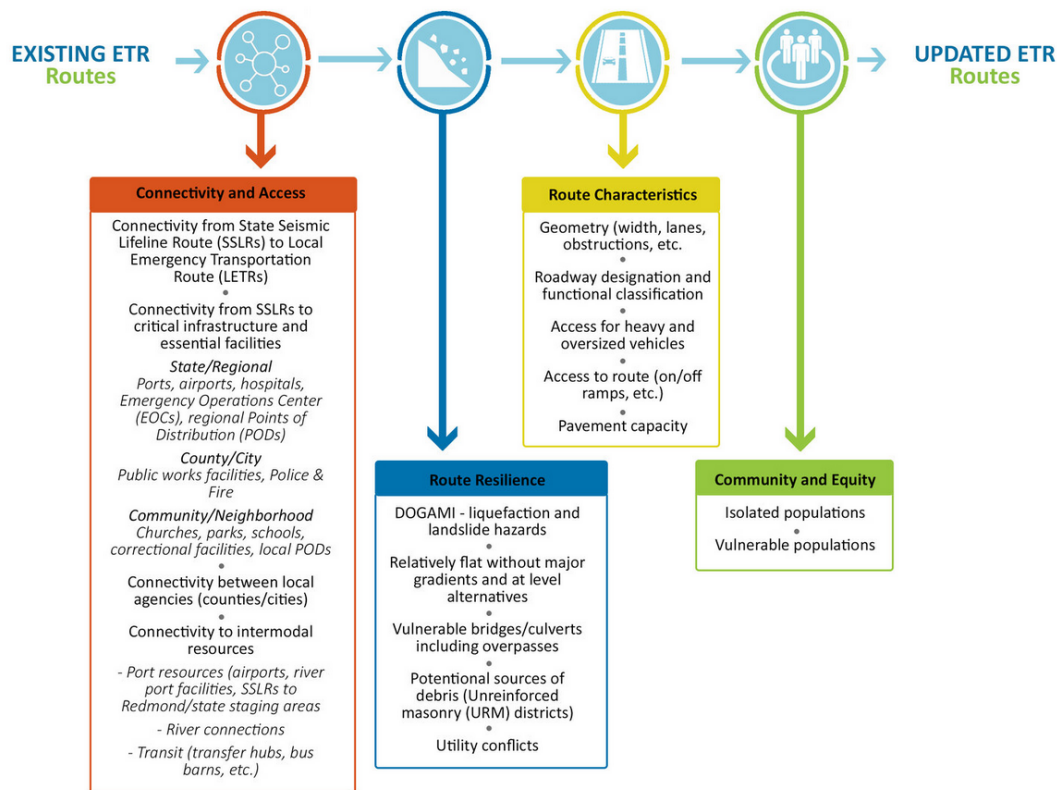 EXISTING ETR
Routes
UPDATED ETR
Routes
Connectivity and Access
Connectivity from State Seismic
Lifeline Route (SSLRs) to Local
Emergency Transportation
Route (LETRs)
•
Connectivity from SSLRs to
critical infrastructure and
essential facilities
State/Regional
Ports, airports, hospitals,
Emergency Operations Center
(EOCs), regional Points of
Distribution (PODs)
County/City
Public works facilities, Police &
Fire
Community/Neighborhood
Churches, parks, schools,
correctional facilities, local PODs
•
Connectivity between local
agencies (counties/cities)
•
Connectivity to intermodal
resources
- Port resources (airports, river
port facilities, SSLRs to
Redmond/state staging areas
- River connections
- Transit (transfer hubs, bus
barns, etc.)
Route Resilience
DOGAMI - liquefaction and
landslide hazards
•
Relatively flat without major
gradients and at level
alternatives
•
Vulnerable bridges/culverts
including overpasses
•
Potential sources of
debris (Unreinforced
masonry (URM) districts)
•
Utility conflicts
Route Characteristics
Geometry (width, lanes,
obstructions, etc.
•
Roadway designation and
functional classification
•
Access for heavy and
oversized vehicles
•
Access to route (on/off
ramps, etc.)
•
Pavement capacity
Community and Equity
Isolated populations
•
Vulnerable populations